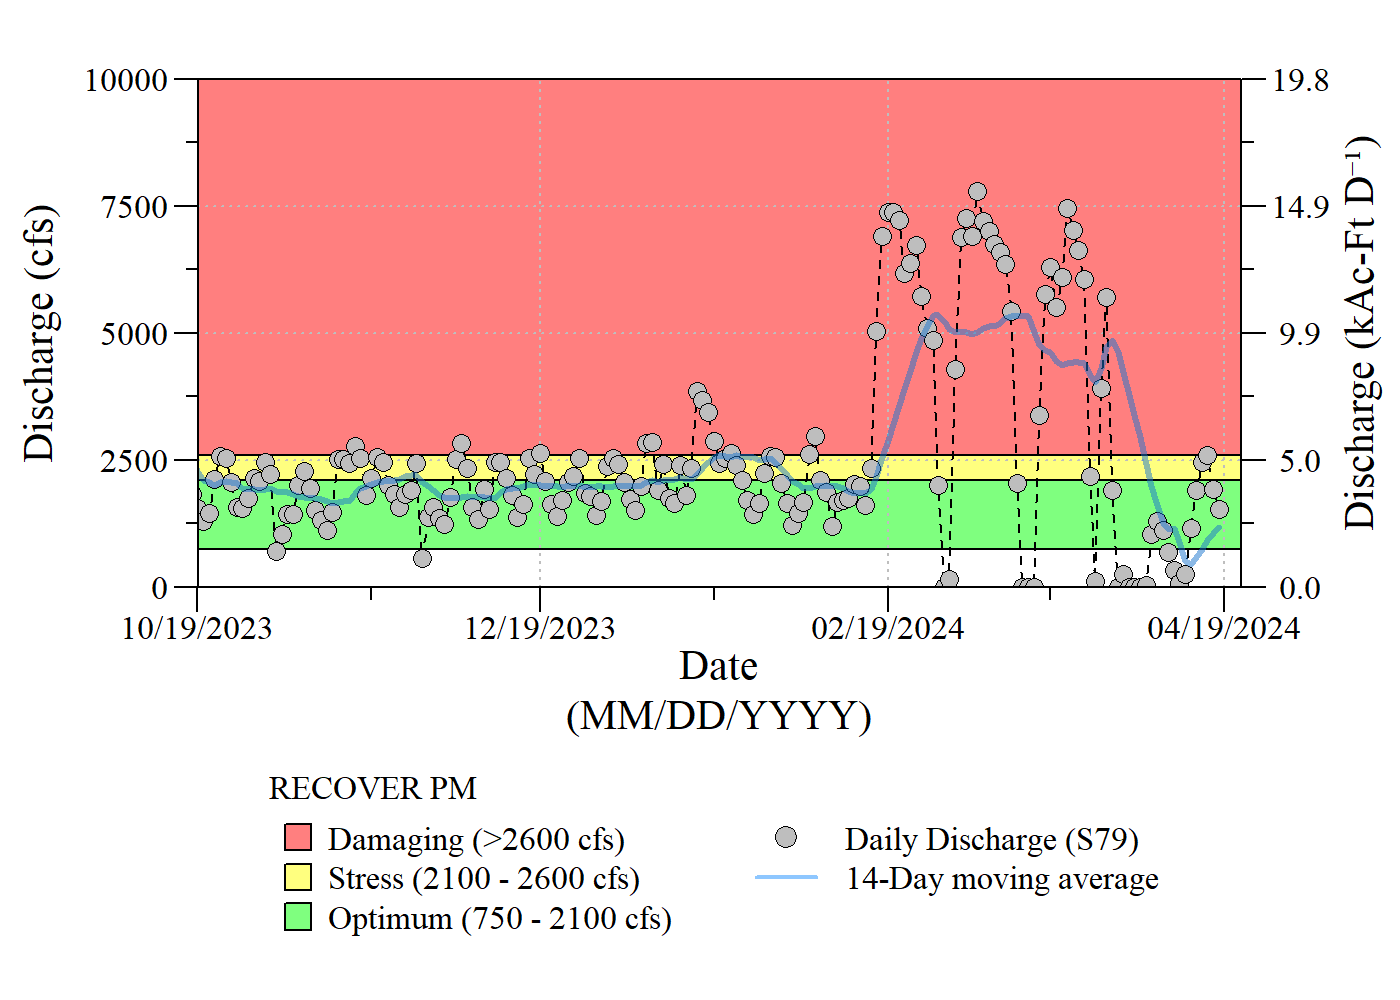 10000
7500
5000
2500
0
Discharge (cfs)
19.8
14.9
9.9
5.0
0.0
Discharge (kAc-Ft D⁻¹)
10/19/2023
12/19/2023
02/19/2024
04/19/2024
Date
(MM/DD/YYYY)
RECOVER PM
Damaging (>2600 cfs)
Stress (2100 - 2600 cfs)
Optimum (750 - 2100 cfs)
Daily Discharge (S79)
14-Day moving average